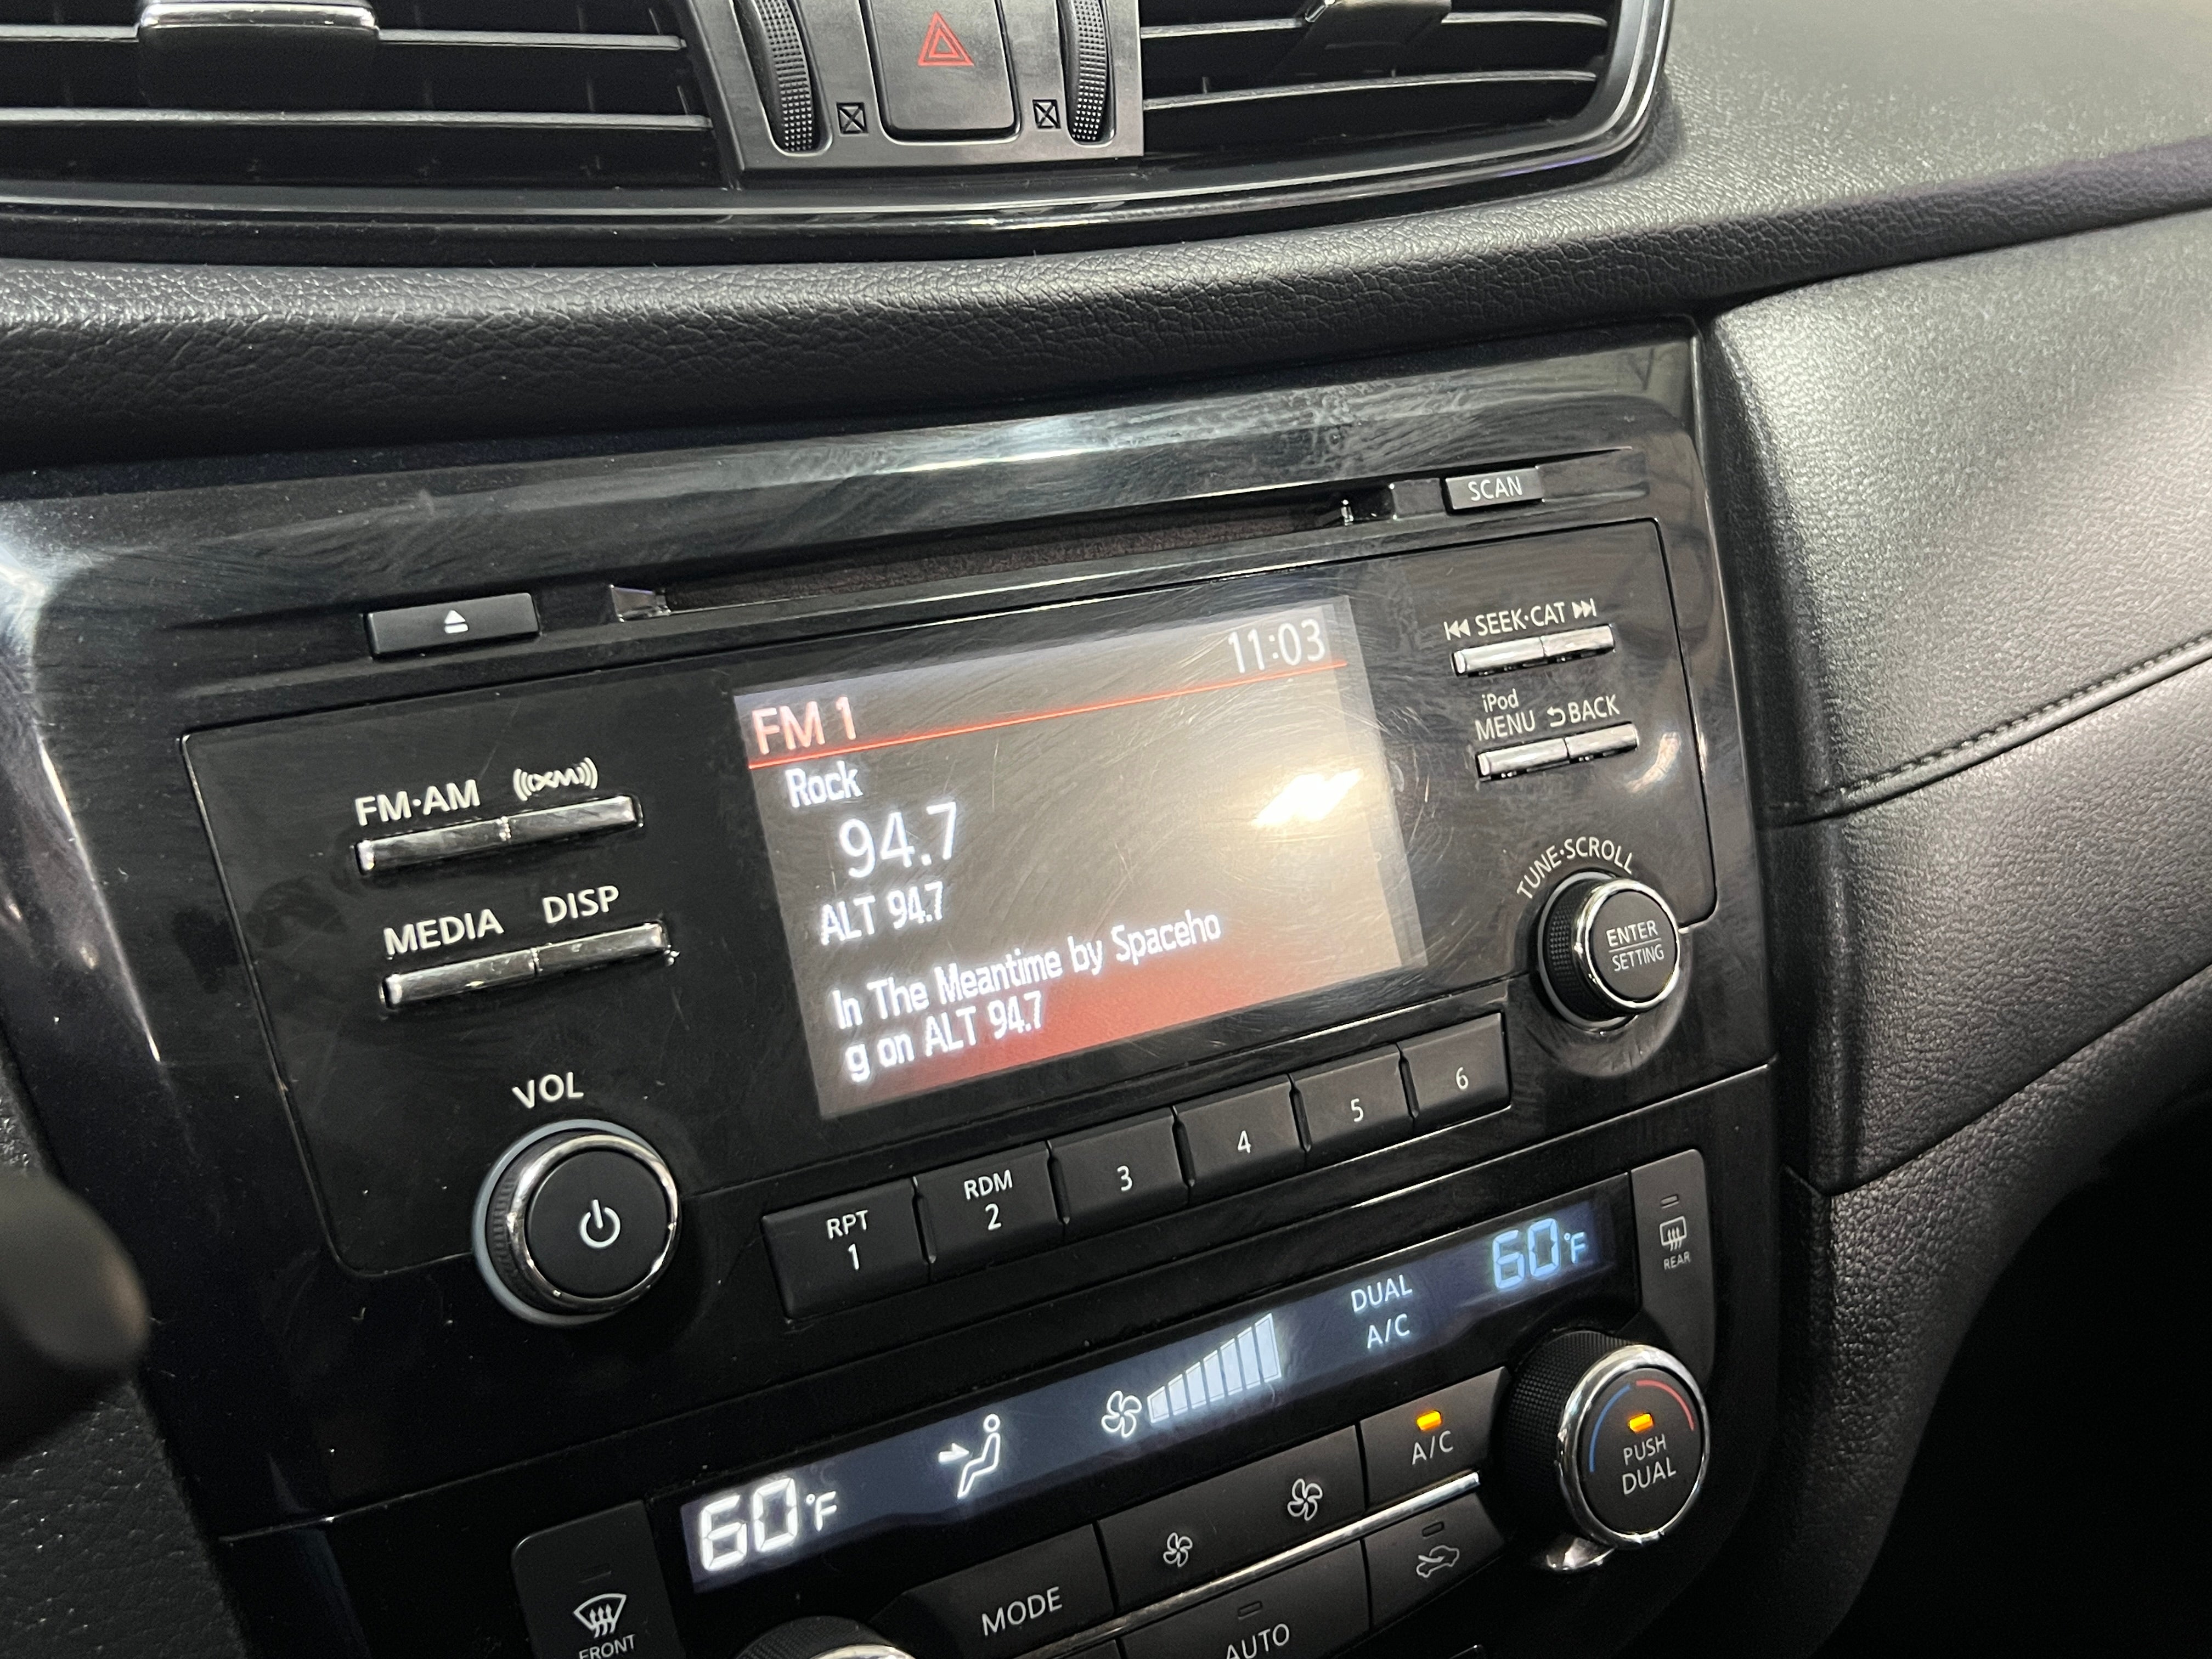 SCAN
SEEK·CAT
iPod
MENU BACK
11:03
FM 1
Rock
94.7
ALT 94.7
In The Meantime by Spaceho
g on ALT 94.7
FM·AM XM
MEDIA DISP
TUNE·SCROLL
ENTER
SETTING
VOL
RPT
1
RDM
2
3
4
5
6
60°F
DUAL
A/C
60°F
REAR
A/C
PUSH
DUAL
MODE
AUTO
FRONT